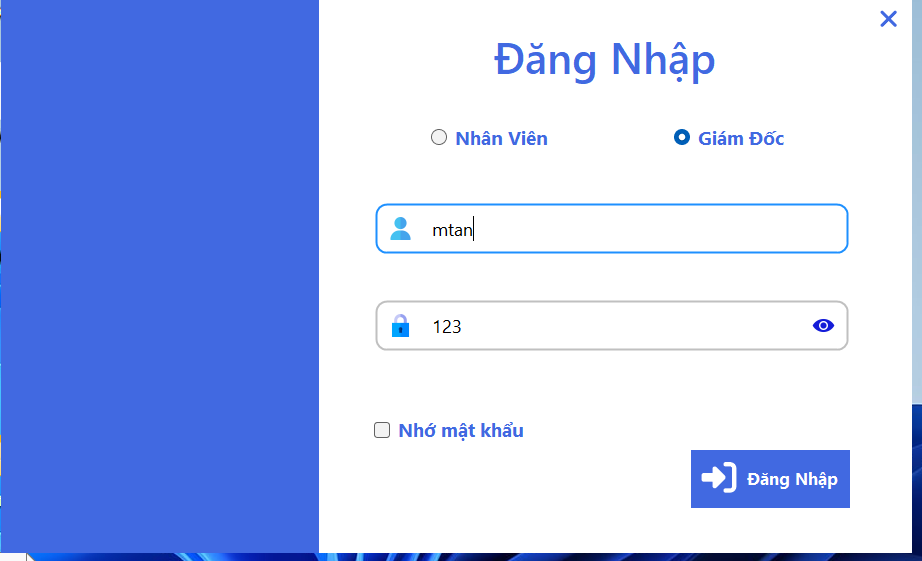 Đăng Nhập
Nhân Viên
Giám Đốc
mtan
123
Nhớ mật khẩu
Đăng Nhập